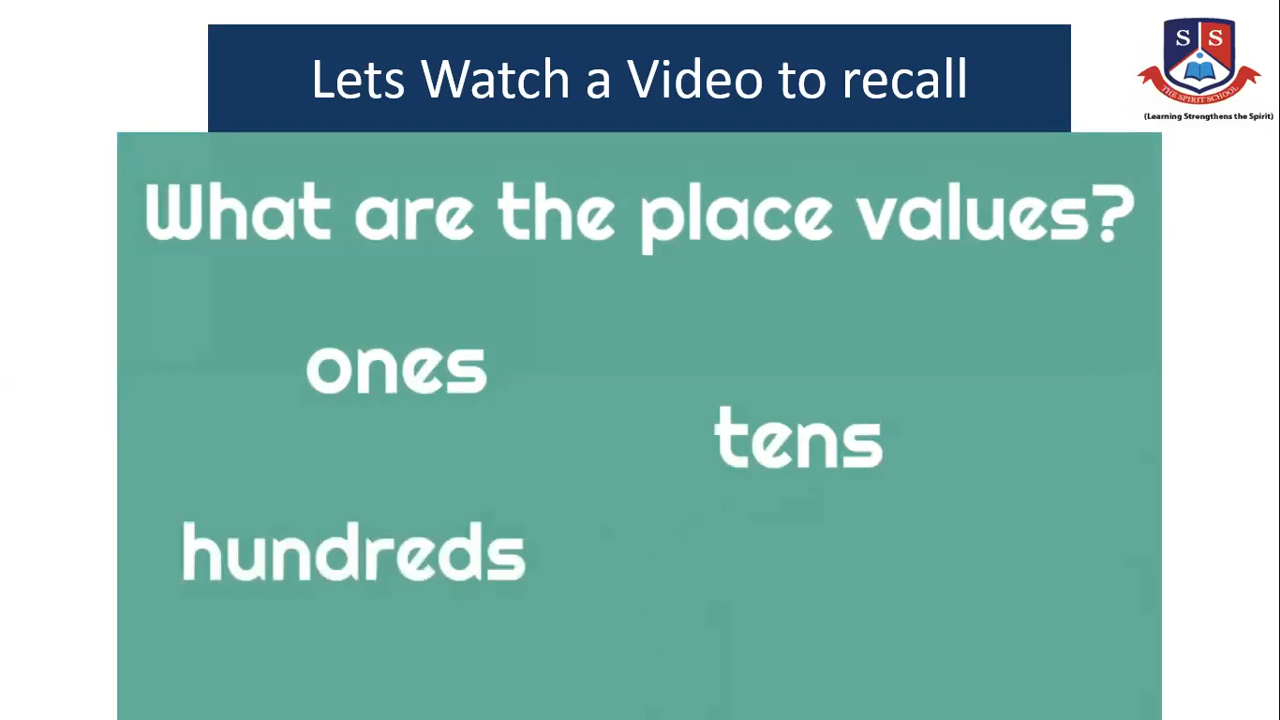 Lets Watch a Video to recall
S S
THE SPIRIT SCHOOL
(Learning Strengthens the Spirit)
What are the place values?
ones
tens
hundreds